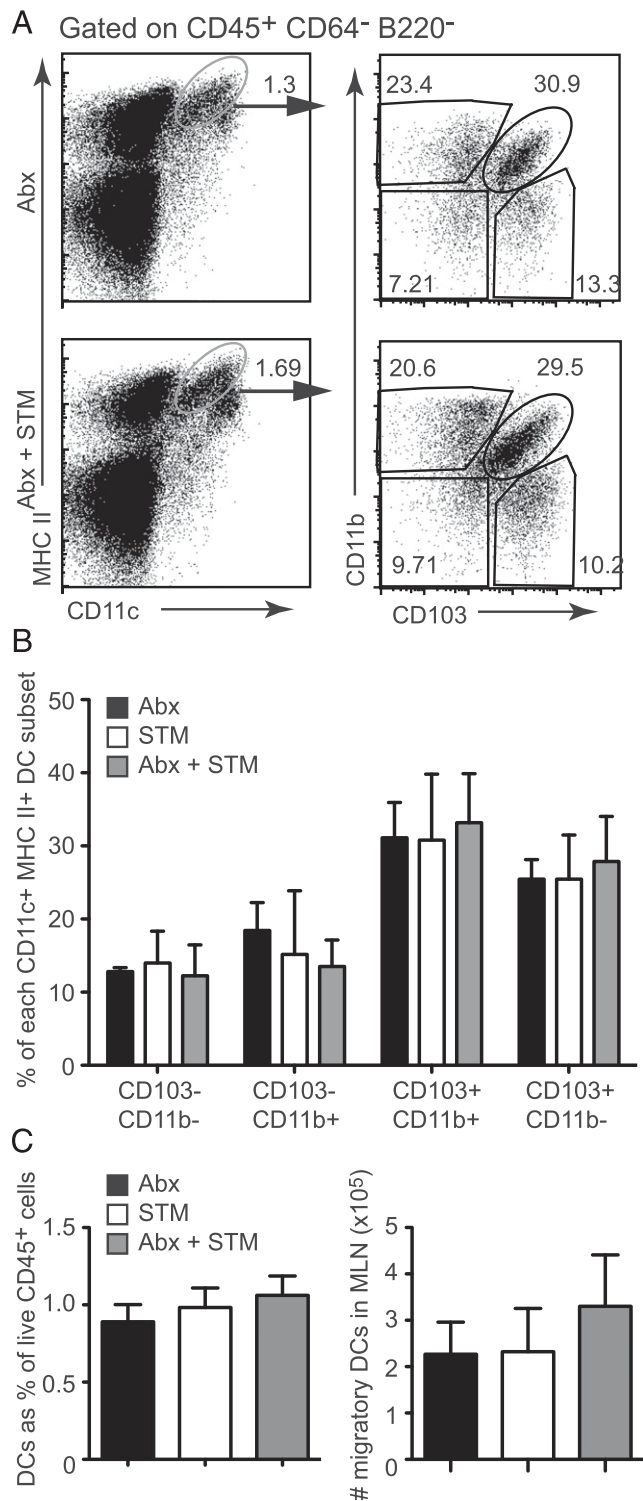 A
Gated on CD45+ CD64- B220-
1.3
23.4
30.9
7.21
13.3
Abx
1.69
20.6
29.5
9.71
10.2
Abx + STM
MHC II
CD11b
CD11c
CD103
B
% of each CD11c+ MHC II+ DC subset
50
40
30
20
10
0
Abx
STM
Abx + STM
CD103-
CD11b-
CD103-
CD11b+
CD103+
CD11b+
CD103+
CD11b-
C
Abx
STM
Abx + STM
DCs as % of live CD45+ cells
1.5
1.0
0.5
0
# migratory DCs in MLN (x10⁵)
5
4
3
2
1
0